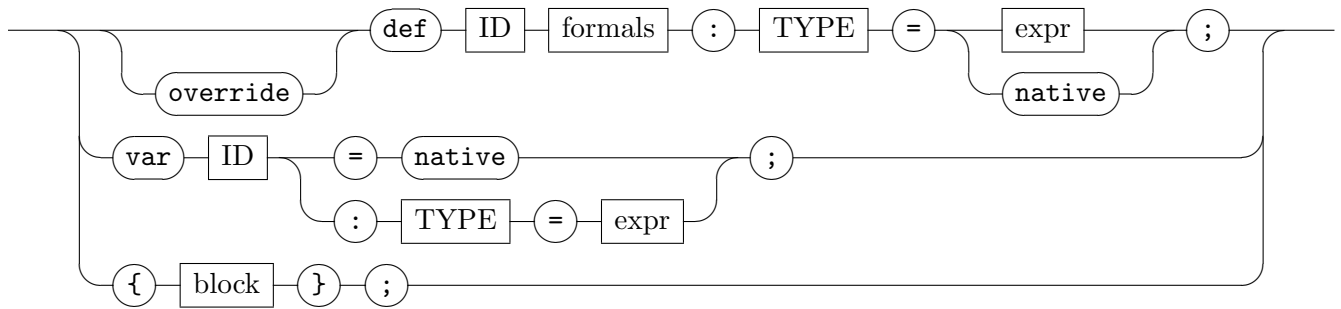 def ID formals : TYPE = expr ;
override native
var ID = native ;
: TYPE = expr
{ block } ;